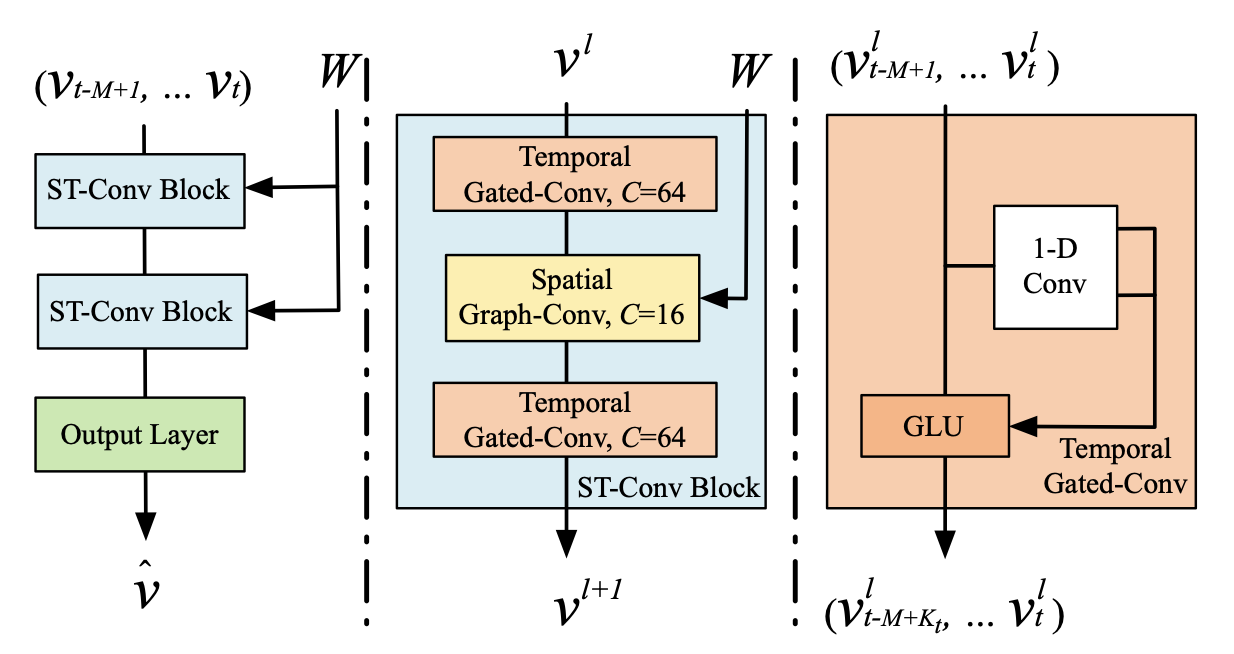 (v_{t-M+1}, ... v_t)
W
ST-Conv Block
ST-Conv Block
Output Layer
v̂
v^l
W
Temporal
Gated-Conv, C=64
Spatial
Graph-Conv, C=16
Temporal
Gated-Conv, C=64
ST-Conv Block
v^{l+1}
(v^l_{t-M+1}, ... v^l_t)
1-D
Conv
GLU
Temporal
Gated-Conv
(v^l_{t-M+K_t}, ... v^l_t)